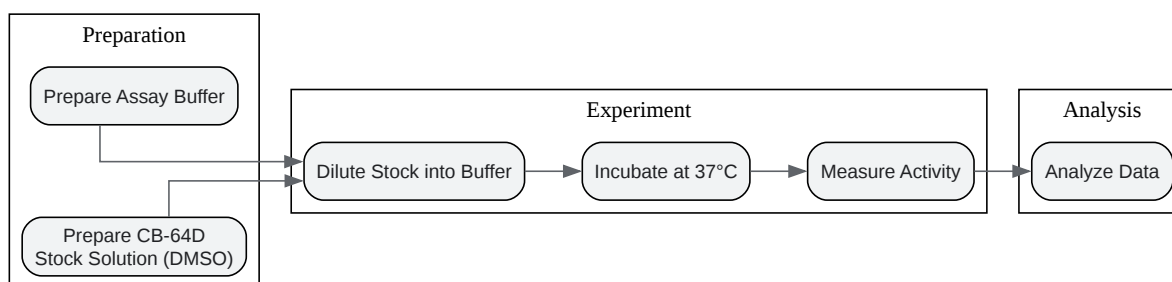 Preparation
Prepare Assay Buffer
Prepare CB-64D
Stock Solution (DMSO)
Experiment
Dilute Stock into Buffer
Incubate at 37°C
Measure Activity
Analysis
Analyze Data